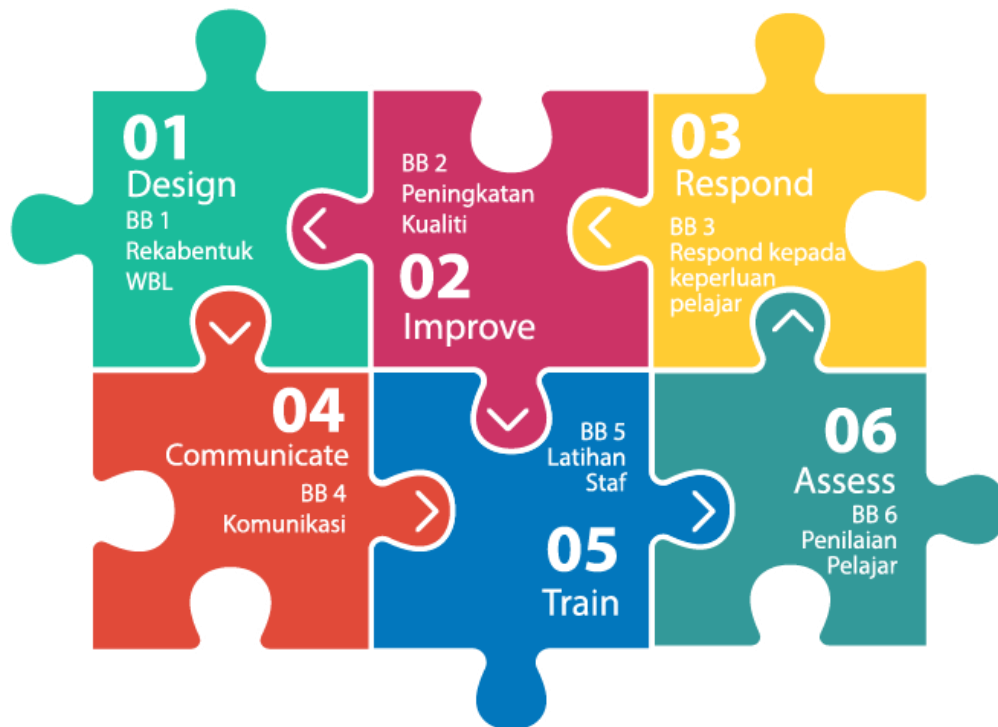 01
Design
BB 1
Rekabentuk
WBL
BB 2
Peningkatan
Kualiti
02
Improve
03
Respond
BB 3
Respond kepada
keperluan
pelajar
04
Communicate
BB 4
Komunikasi
BB 5
Latihan
Staf
05
Train
06
Assess
BB 6
Penilaian
Pelajar